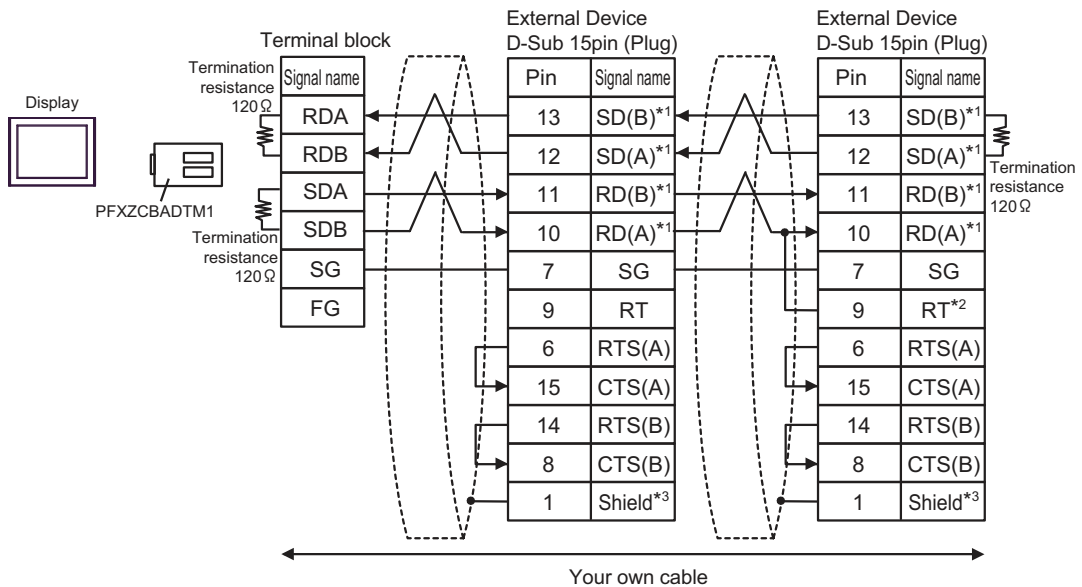 Display
PFXZCBADTM1
Terminal block
Termination
resistance
120Ω
Termination
resistance
120Ω
Signal name
RDA
RDB
SDA
SDB
SG
FG
External Device
D-Sub 15pin (Plug)
Pin Signal name
13 SD(B)*1
12 SD(A)*1
11 RD(B)*1
10 RD(A)*1
7 SG
9 RT
6 RTS(A)
15 CTS(A)
14 RTS(B)
8 CTS(B)
1 Shield*3
External Device
D-Sub 15pin (Plug)
Pin Signal name
13 SD(B)*1
12 SD(A)*1
11 RD(B)*1
10 RD(A)*1
7 SG
9 RT*2
6 RTS(A)
15 CTS(A)
14 RTS(B)
8 CTS(B)
1 Shield*3
Termination
resistance
120Ω
Your own cable